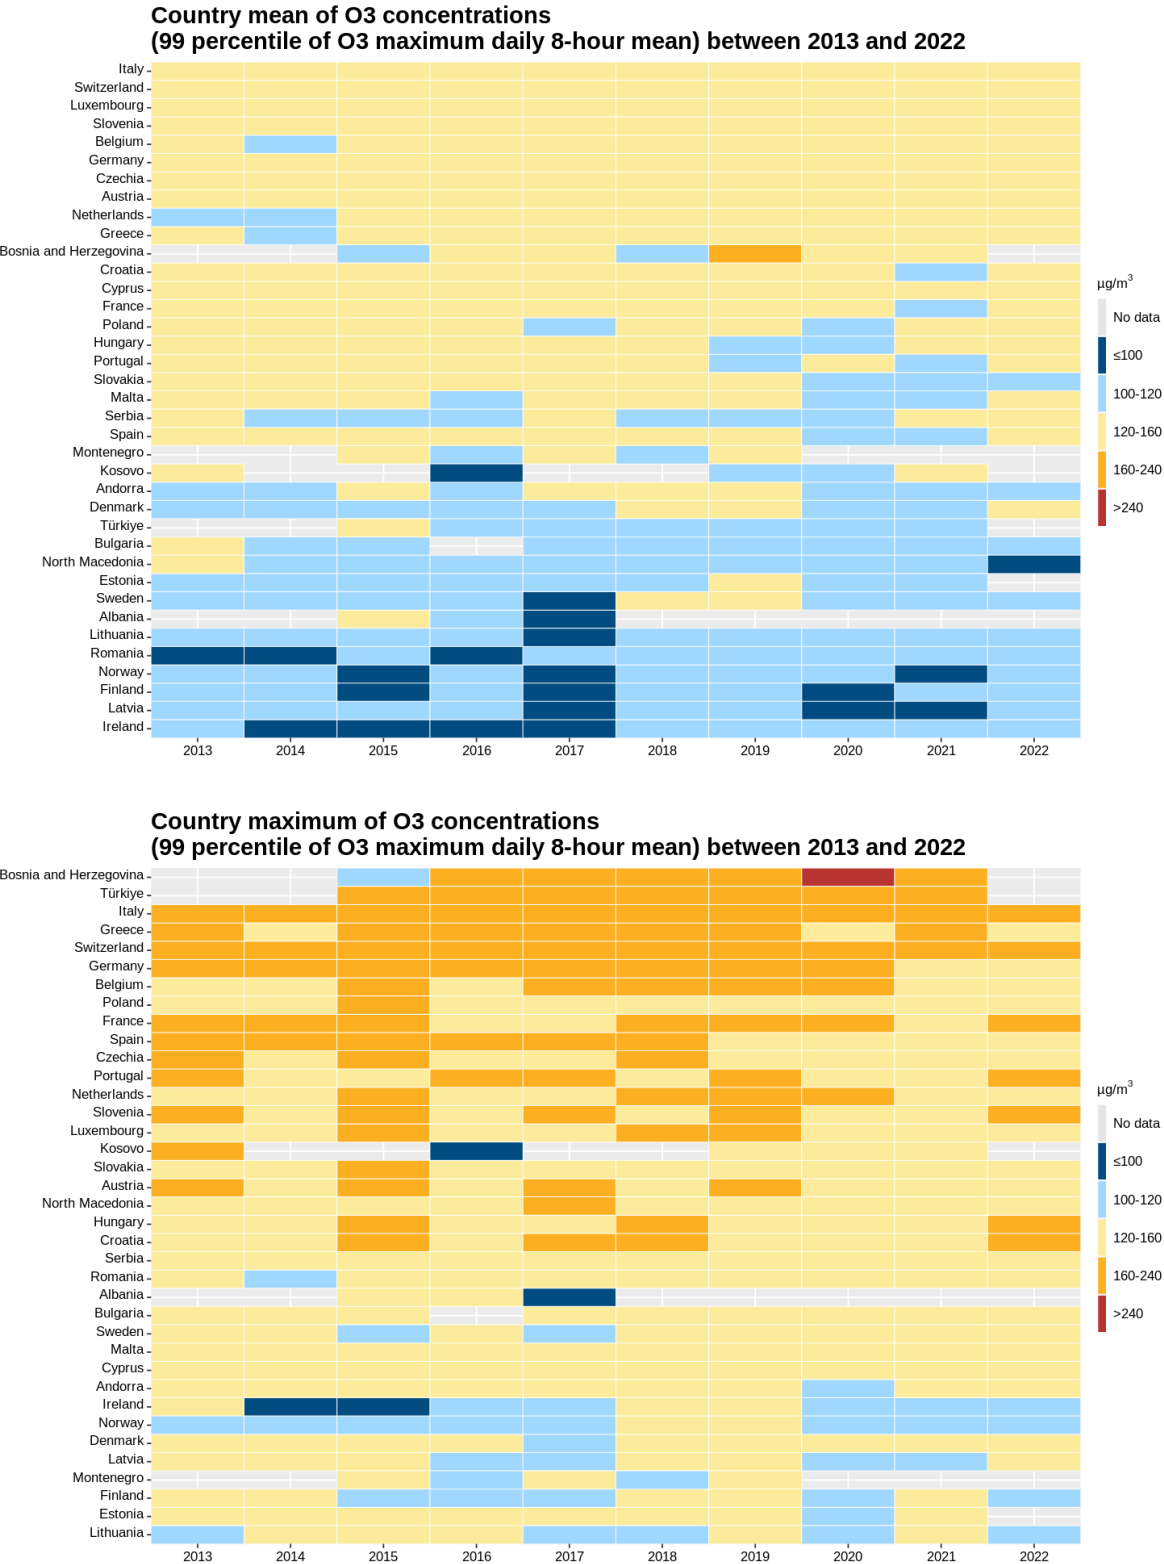 Country mean of O3 concentrations
(99 percentile of O3 maximum daily 8-hour mean) between 2013 and 2022
Italy
Switzerland
Luxembourg
Slovenia
Belgium
Germany
Czechia
Austria
Netherlands
Greece
Bosnia and Herzegovina
Croatia
Cyprus
France
Poland
Hungary
Portugal
Slovakia
Malta
Serbia
Spain
Montenegro
Kosovo
Andorra
Denmark
Türkiye
Bulgaria
North Macedonia
Estonia
Sweden
Albania
Lithuania
Romania
Norway
Finland
Latvia
Ireland
2013 2014 2015 2016 2017 2018 2019 2020 2021 2022
µg/m³
No data
≤100
100-120
120-160
160-240
>240
Country maximum of O3 concentrations
(99 percentile of O3 maximum daily 8-hour mean) between 2013 and 2022
Bosnia and Herzegovina
Türkiye
Italy
Greece
Switzerland
Germany
Belgium
Poland
France
Spain
Czechia
Portugal
Netherlands
Slovenia
Luxembourg
Kosovo
Slovakia
Austria
North Macedonia
Hungary
Croatia
Serbia
Romania
Albania
Bulgaria
Sweden
Malta
Cyprus
Andorra
Ireland
Norway
Denmark
Latvia
Montenegro
Finland
Estonia
Lithuania
2013 2014 2015 2016 2017 2018 2019 2020 2021 2022
µg/m³
No data
≤100
100-120
120-160
160-240
>240